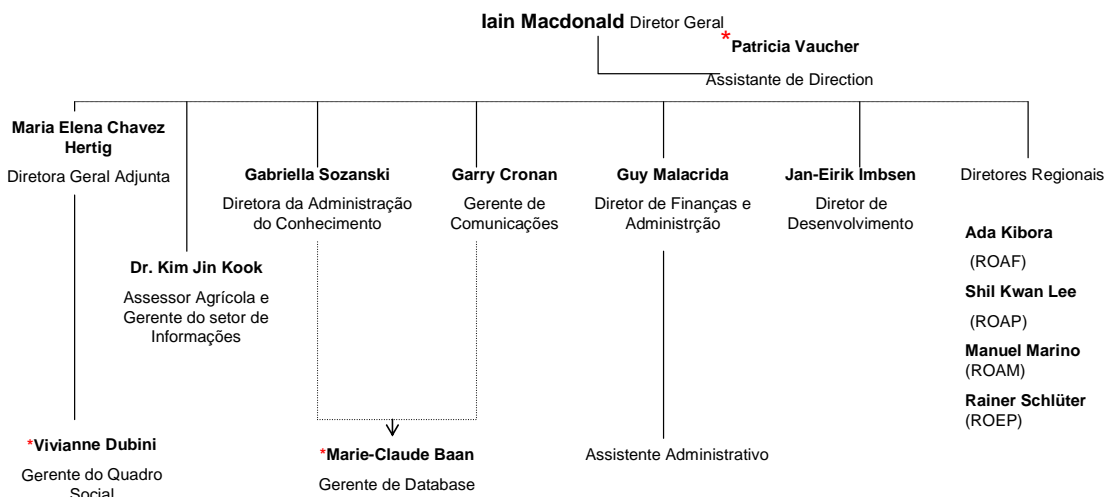 Iain Macdonald Diretor Geral
*Patricia Vaucher
Assistante de Direction
Maria Elena Chavez
Hertig
Diretora Geral Adjunta
Gabriella Sozanski
Diretora da Administração
do Conhecimento
Garry Cronan
Gerente de
Comunicações
Guy Malacrida
Diretor de Finanças e
Administrção
Jan-Eirik Imbsen
Diretor de
Desenvolvimento
Diretores Regionais
Ada Kibora
(ROAF)
Shil Kwan Lee
(ROAP)
Manuel Marino
(ROAM)
Rainer Schlüter
(ROEP)
Dr. Kim Jin Kook
Assessor Agrícola e
Gerente do setor de
Informações
*Vivianne Dubini
Gerente do Quadro
Social
*Marie-Claude Baan
Gerente de Database
Assistente Administrativo